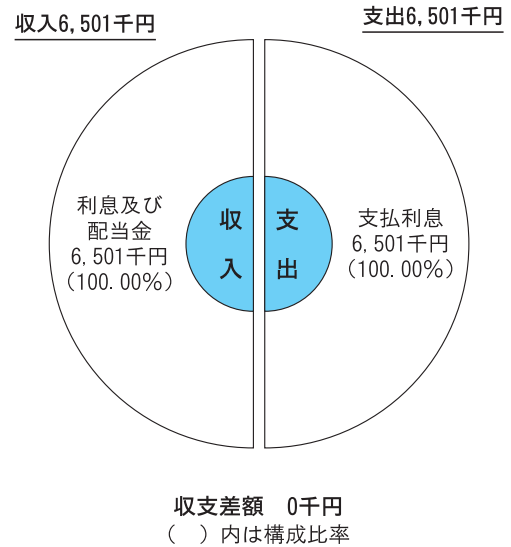 収入6,501千円
支出6,501千円
利息及び
配当金
6,501千円
(100.00%)
収
入
支
出
支払利息
6,501千円
(100.00%)
収支差額　0千円
(　)内は構成比率